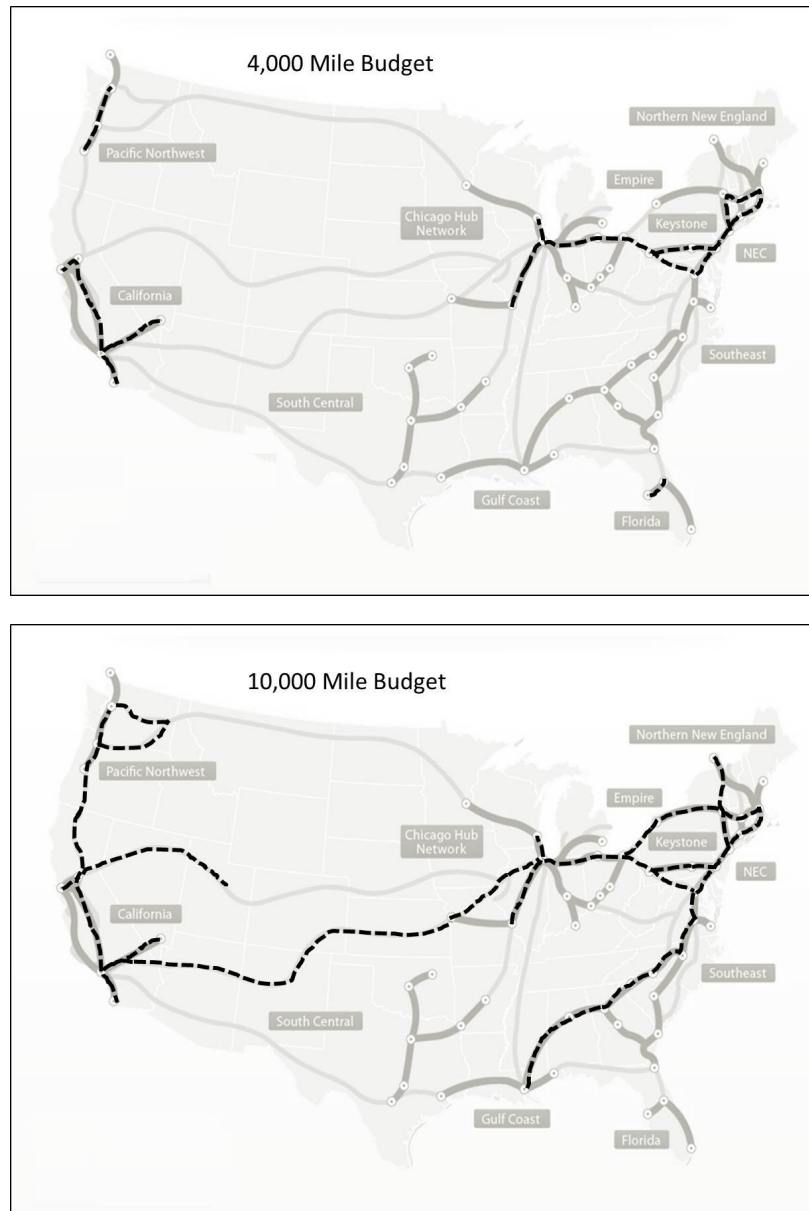 4,000 Mile Budget
Northern New England
Pacific Northwest
Empire
Chicago Hub
Network
Keystone
NEC
California
Southeast
South Central
Gulf Coast
Florida
10,000 Mile Budget
Northern New England
Pacific Northwest
Empire
Chicago Hub
Network
Keystone
NEC
California
Southeast
South Central
Gulf Coast
Florida